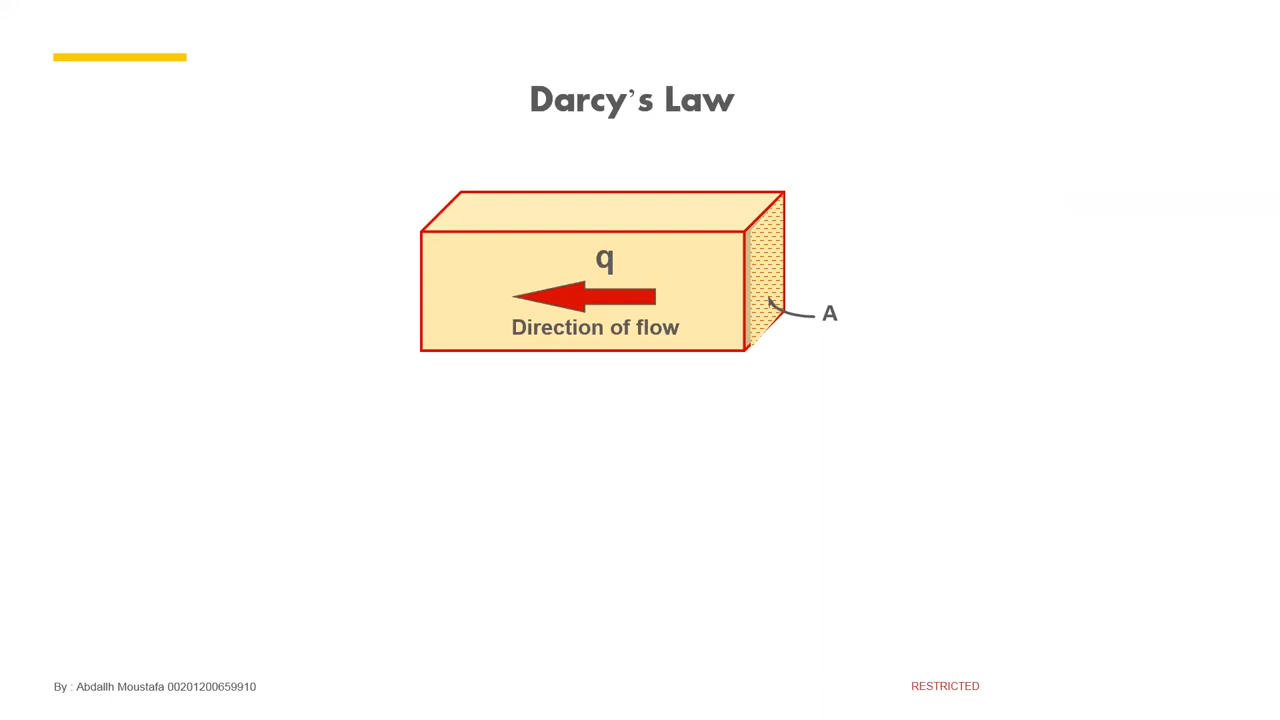 Darcy’s Law
q
Direction of flow
A
By : Abdallh Moustafa 00201200659910
RESTRICTED